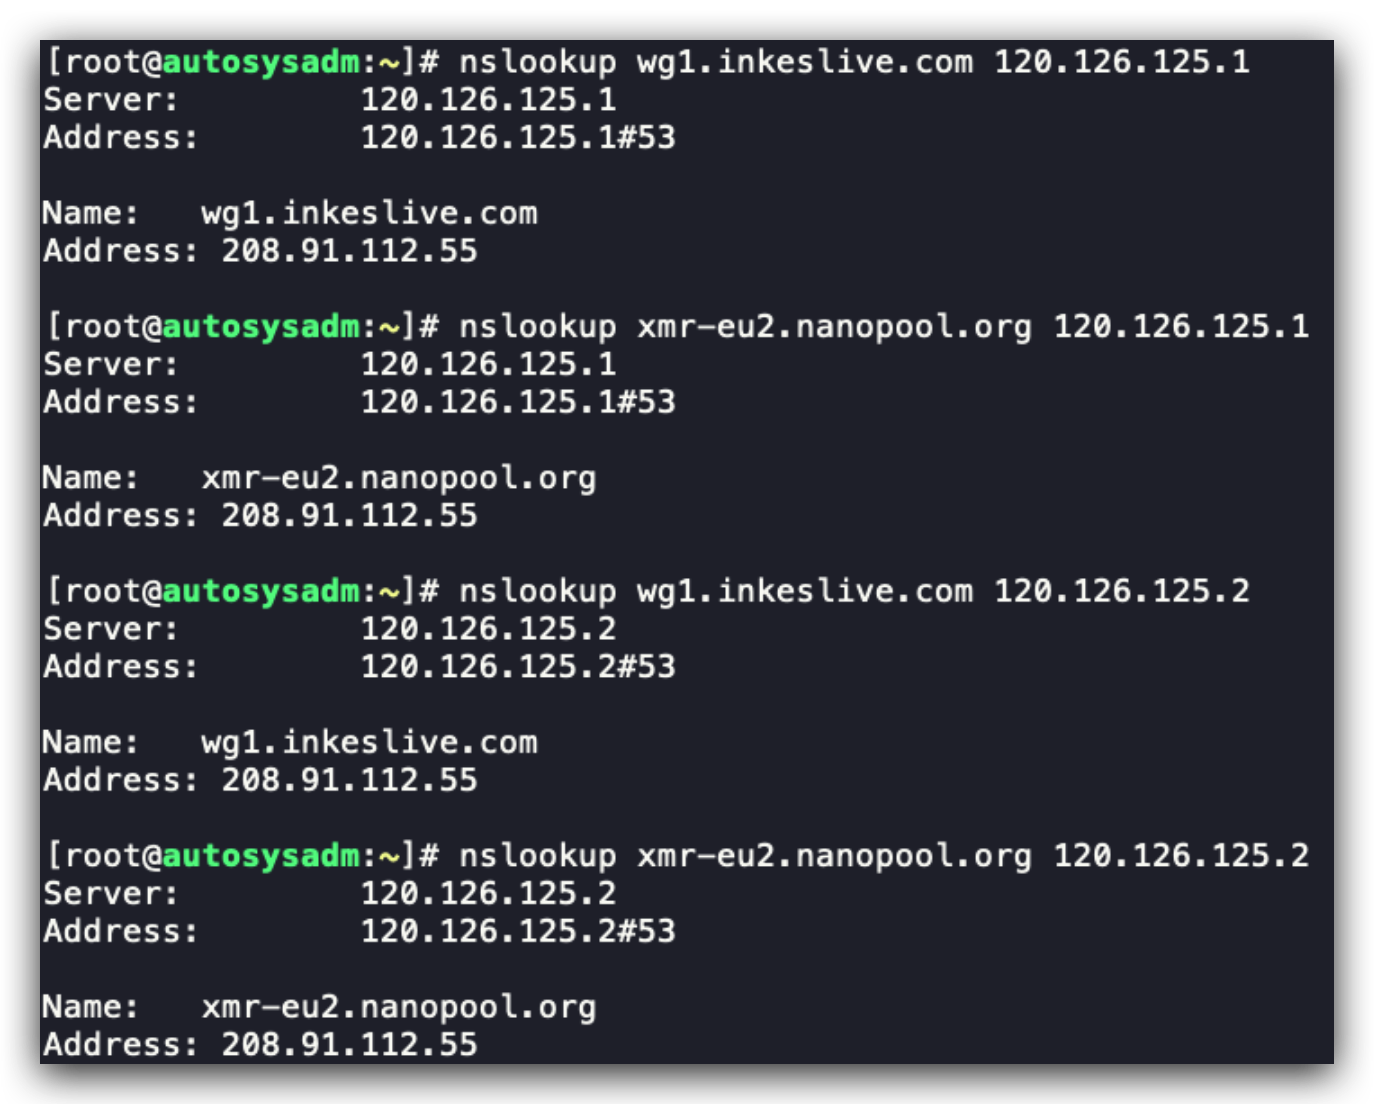 [root@autosysadm:~]# nslookup wg1.inkeslive.com 120.126.125.1
Server:         120.126.125.1
Address:        120.126.125.1#53
Name:   wg1.inkeslive.com
Address: 208.91.112.55
[root@autosysadm:~]# nslookup xmr-eu2.nanopool.org 120.126.125.1
Server:         120.126.125.1
Address:        120.126.125.1#53
Name:   xmr-eu2.nanopool.org
Address: 208.91.112.55
[root@autosysadm:~]# nslookup wg1.inkeslive.com 120.126.125.2
Server:         120.126.125.2
Address:        120.126.125.2#53
Name:   wg1.inkeslive.com
Address: 208.91.112.55
[root@autosysadm:~]# nslookup xmr-eu2.nanopool.org 120.126.125.2
Server:         120.126.125.2
Address:        120.126.125.2#53
Name:   xmr-eu2.nanopool.org
Address: 208.91.112.55